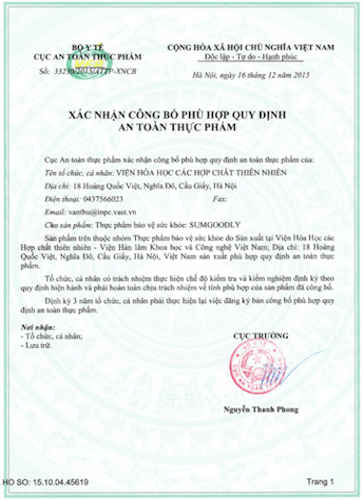 BỘ Y TẾ
CỤC AN TOÀN THỰC PHẨM
Số: 33230/2015/ATTP-XNCB
CỘNG HÒA XÃ HỘI CHỦ NGHĨA VIỆT NAM
Độc lập - Tự do - Hạnh phúc
Hà Nội, ngày 16 tháng 12 năm 2015
XÁC NHẬN CÔNG BỐ PHÙ HỢP QUY ĐỊNH
AN TOÀN THỰC PHẨM
Cục An toàn thực phẩm xác nhận công bố phù hợp quy định an toàn thực phẩm của:
Tên tổ chức, cá nhân: VIỆN HÓA HỌC CÁC HỢP CHẤT THIÊN NHIÊN
Địa chỉ: 18 Hoàng Quốc Việt, Nghĩa Đô, Cầu Giấy, Hà Nội
Điện thoại: 0437566023 Fax:
Email: vanthu@inpc.vast.vn
Cho sản phẩm: Thực phẩm bảo vệ sức khỏe: SUMGOODLY
Sản phẩm trên thuộc nhóm Thực phẩm bảo vệ sức khỏe do Sản xuất tại Viện Hóa Học các
Hợp chất thiên nhiên - Viện Hàn lâm Khoa học và Công nghệ Việt Nam; Địa chỉ: 18 Hoàng
Quốc Việt, Nghĩa Đô, Cầu Giấy, Hà Nội, Việt Nam sản xuất phù hợp quy định an toàn thực
phẩm.
Tổ chức, cá nhân có trách nhiệm thực hiện chế độ kiểm tra và kiểm nghiệm định kỳ theo
quy định hiện hành và phải hoàn toàn chịu trách nhiệm về tính phù hợp của sản phẩm đã công bố.
Định kỳ 3 năm tổ chức, cá nhân phải thực hiện lại việc đăng ký bản công bố phù hợp quy
định an toàn thực phẩm.
Nơi nhận:
- Tổ chức, cá nhân;
- Lưu trữ.
CỤC TRƯỞNG
Nguyễn Thanh Phong
HO SO: 15.10.04.45619
Trang 1